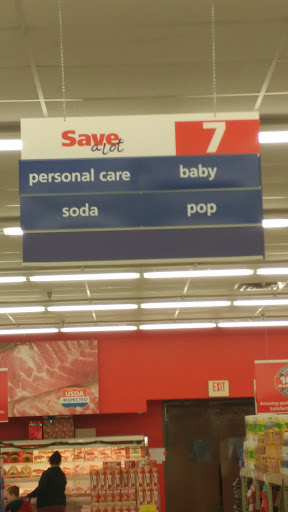 Save
a lot
7
personal care baby
soda pop
USDA
INSPECTED
EXIT